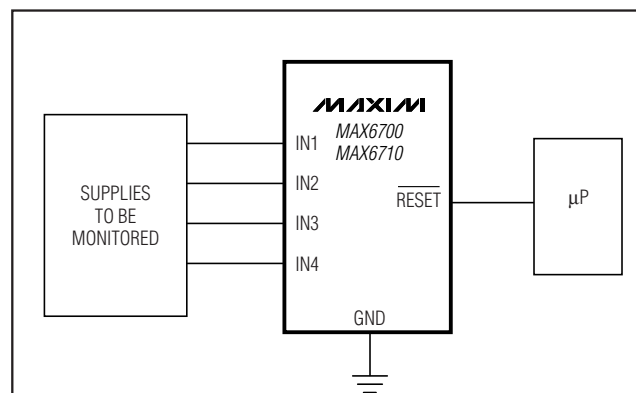 MAXIM
MAX6700
MAX6710
SUPPLIES
TO BE
MONITORED
IN1
IN2
IN3
IN4
RESET
GND
μP